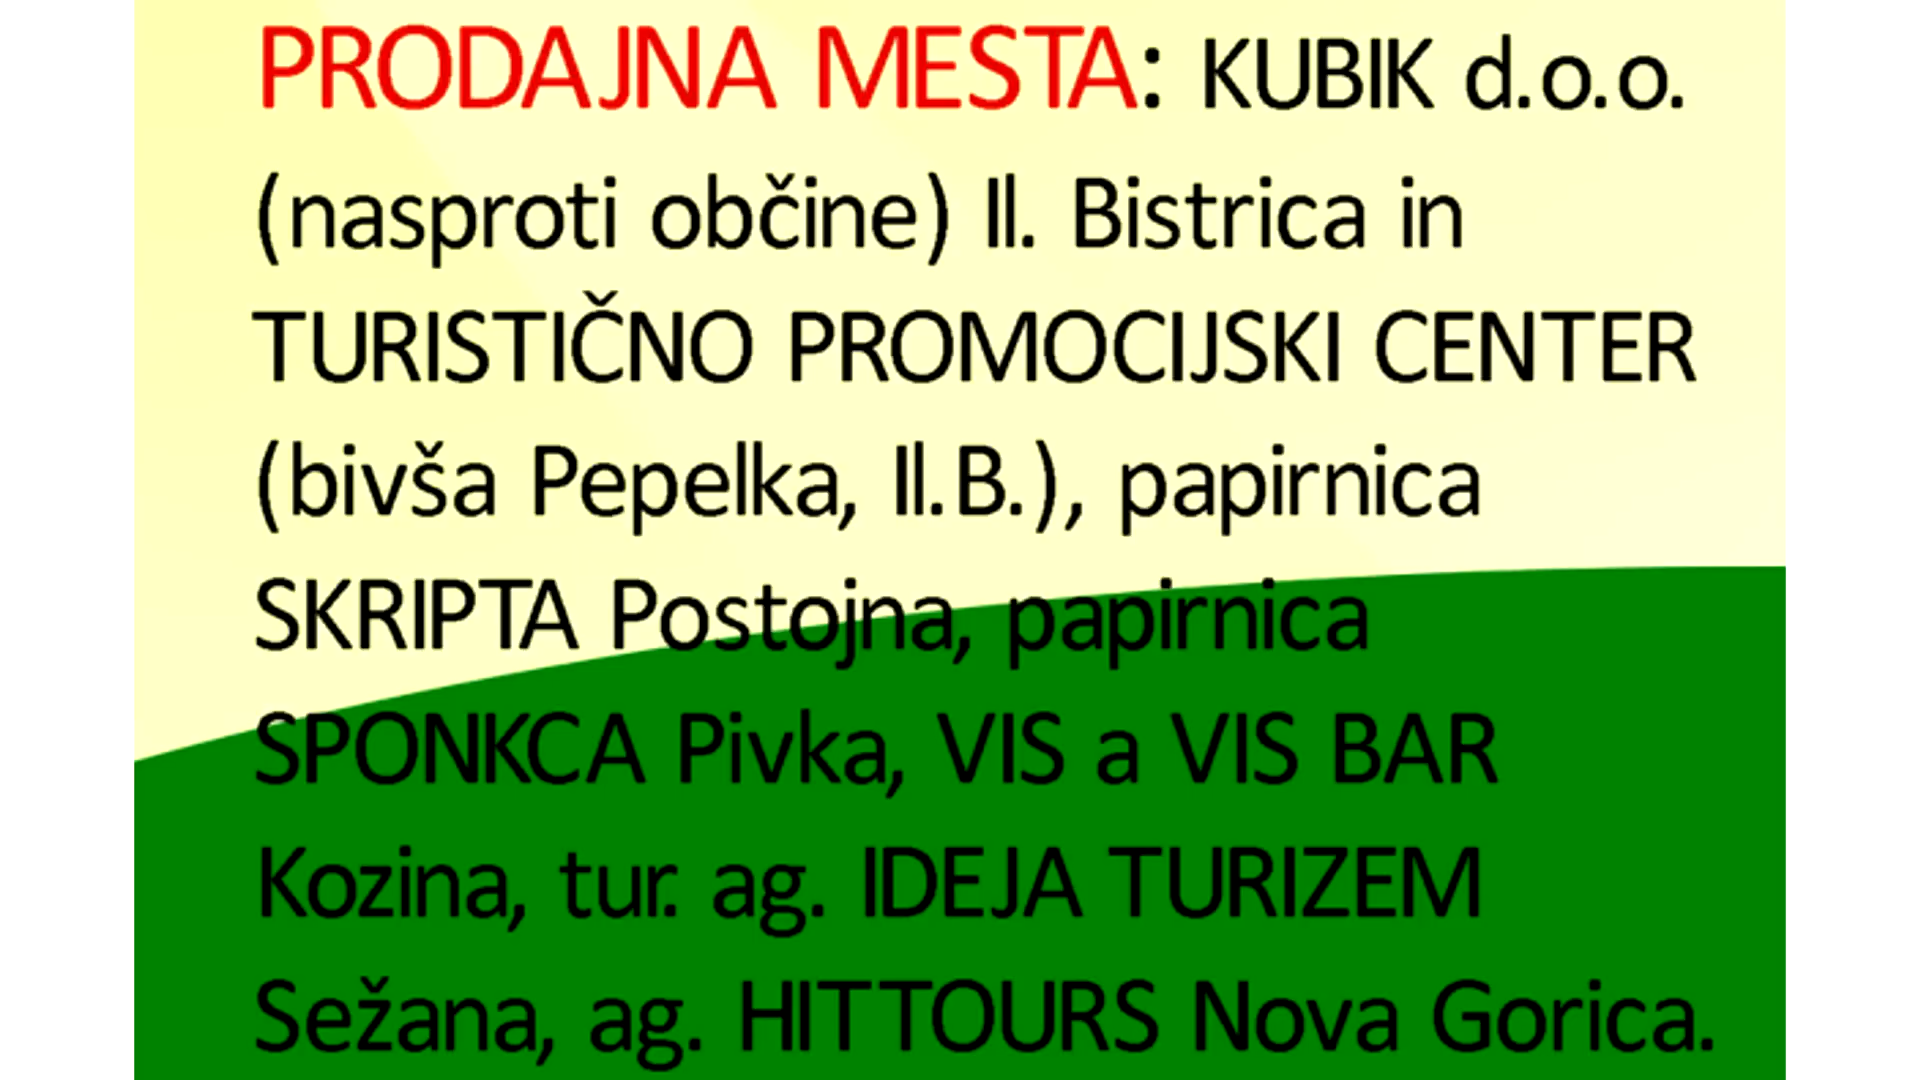 PRODAJNA MESTA: KUBIK d.o.o.
(nasproti občine) Il. Bistrica in
TURISTIČNO PROMOCIJSKI CENTER
(bivša Pepelka, Il.B.), papirnica
SKRIPTA Postojna, papirnica
SPONKCA Pivka, VIS a VIS BAR
Kozina, tur. ag. IDEJA TURIZEM
Sežana, ag. HITTOURS Nova Gorica.